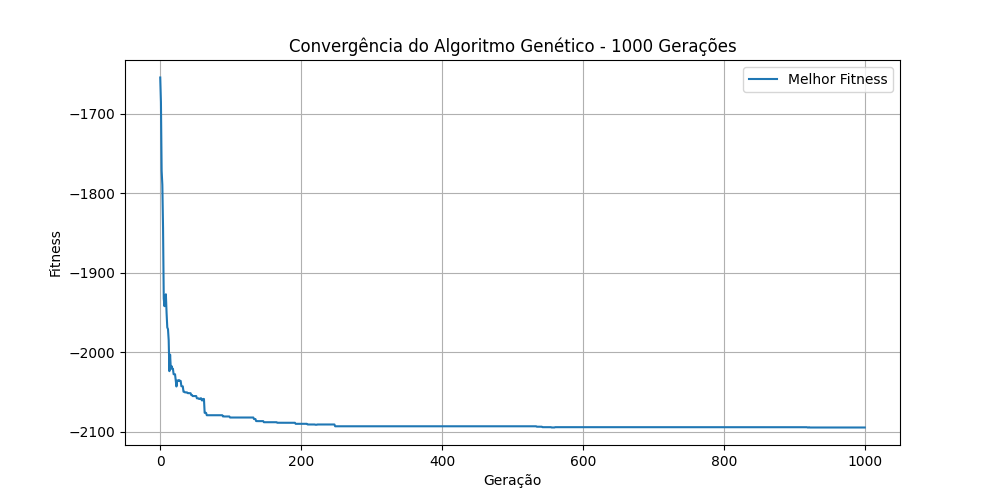 Convergência do Algoritmo Genético - 1000 Gerações
Melhor Fitness
Fitness
−1700
−1800
−1900
−2000
−2100
0 200 400 600 800 1000
Geração